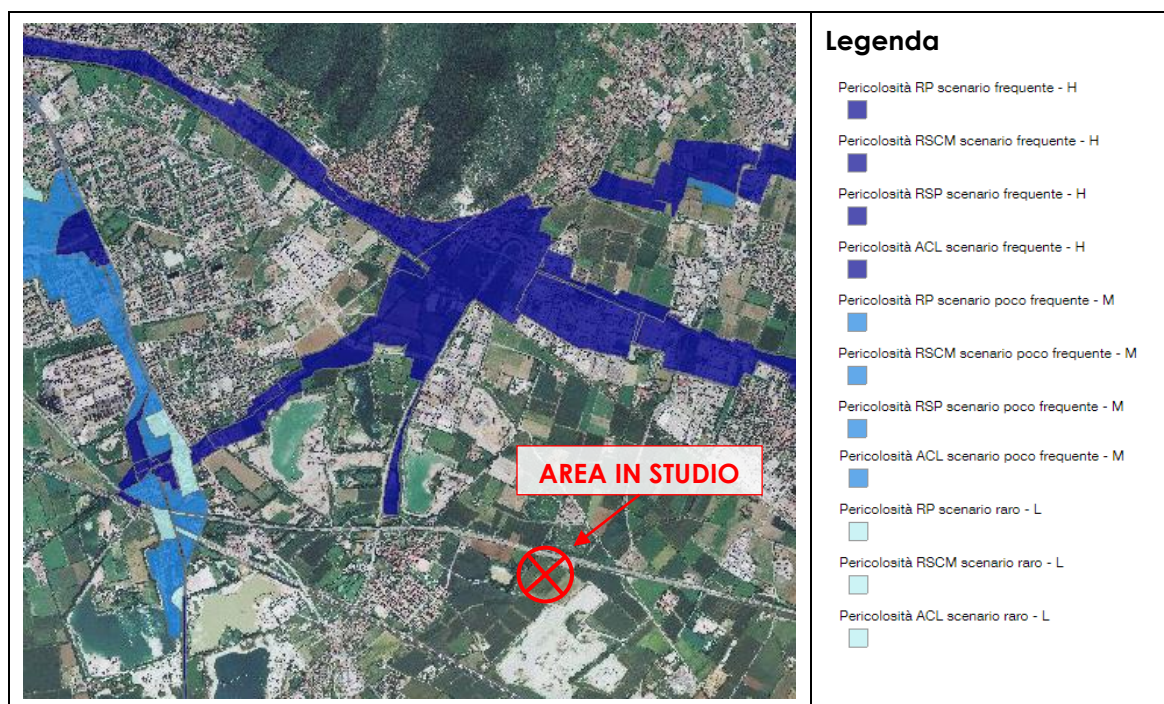 Legenda
Pericolosità RP scenario frequente - H
Pericolosità RSCM scenario frequente - H
Pericolosità RSP scenario frequente - H
Pericolosità ACL scenario frequente - H
Pericolosità RP scenario poco frequente - M
Pericolosità RSCM scenario poco frequente - M
Pericolosità RSP scenario poco frequente - M
Pericolosità ACL scenario poco frequente - M
Pericolosità RP scenario raro - L
Pericolosità RSCM scenario raro - L
Pericolosità ACL scenario raro - L
AREA IN STUDIO